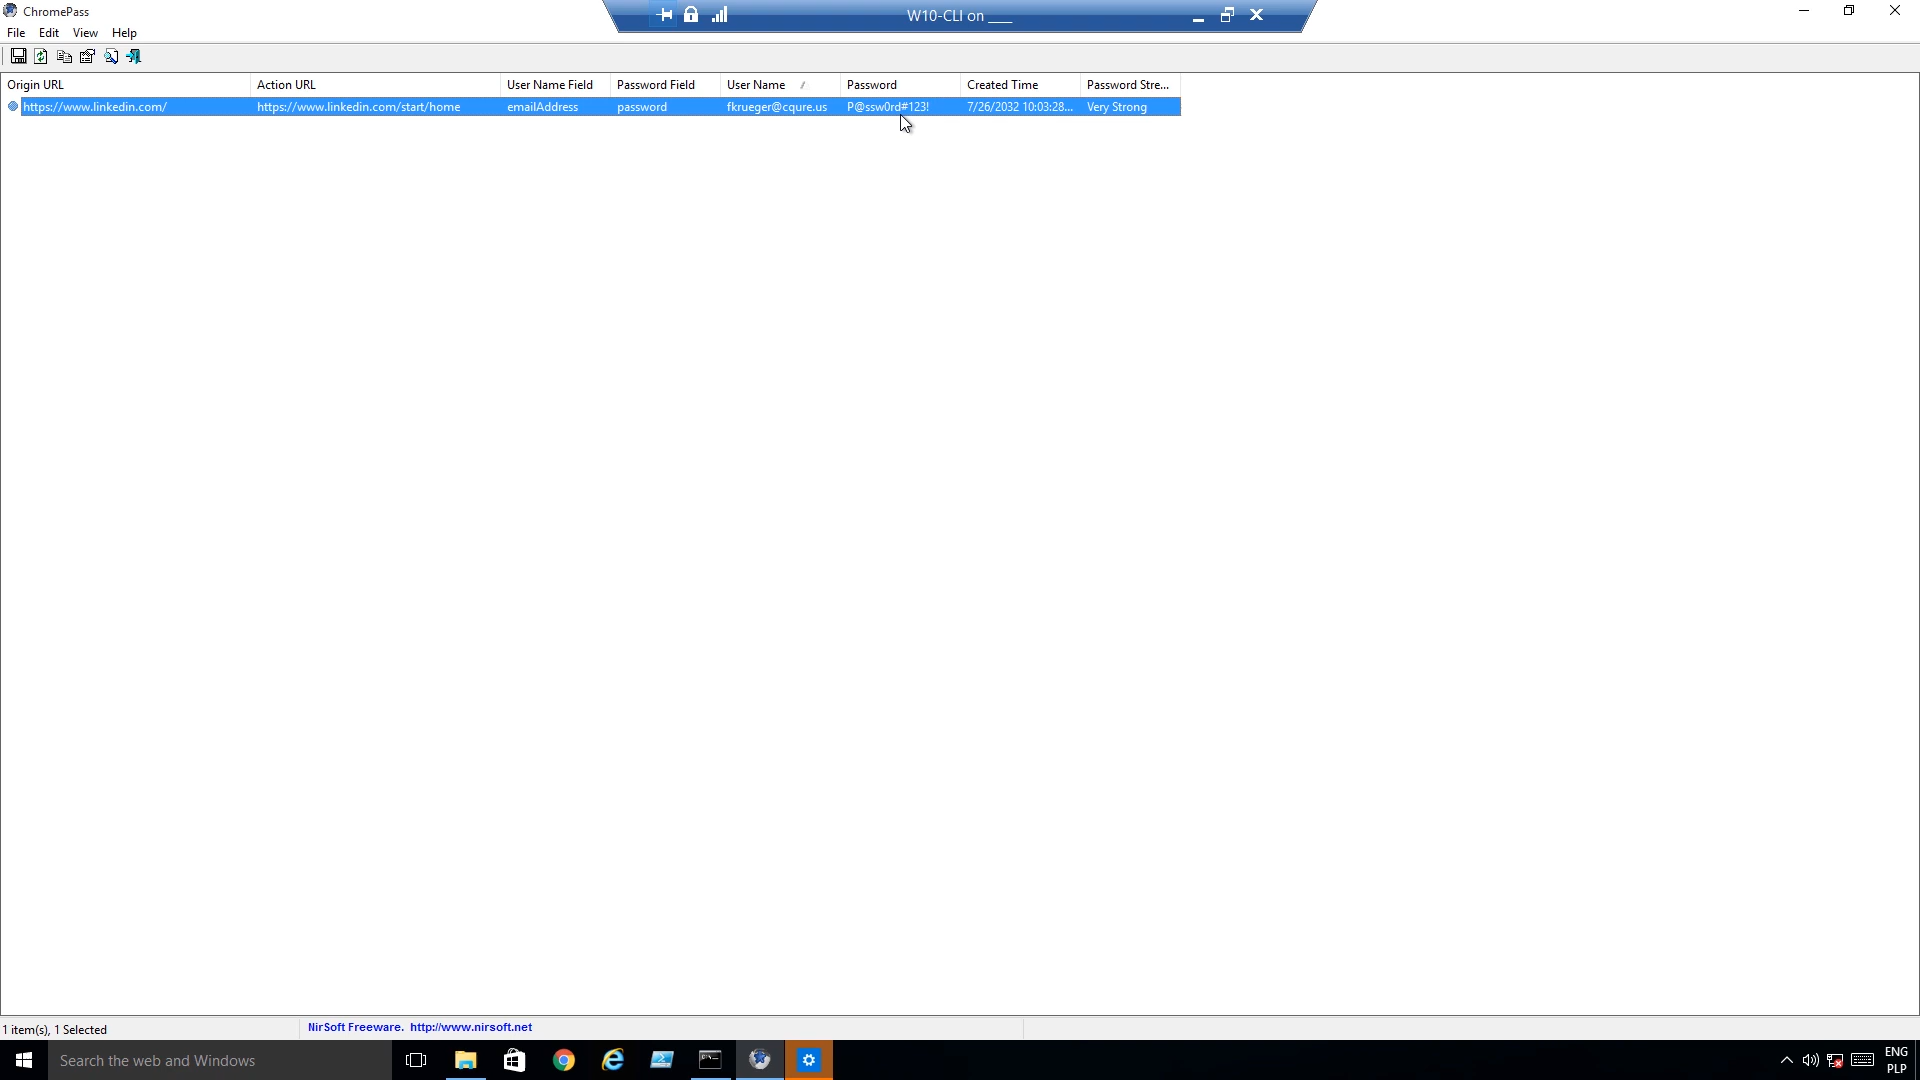 ChromePass
W10-CLI on ___
File Edit View Help
Origin URL Action URL User Name Field Password Field User Name Password Created Time Password Stre...
https://www.linkedin.com/ https://www.linkedin.com/start/home emailAddress password fkrueger@cqure.us P@ssw0rd#123! 7/26/2032 10:03:28... Very Strong
1 item(s), 1 Selected NirSoft Freeware. http://www.nirsoft.net
Search the web and Windows
ENG
PLP